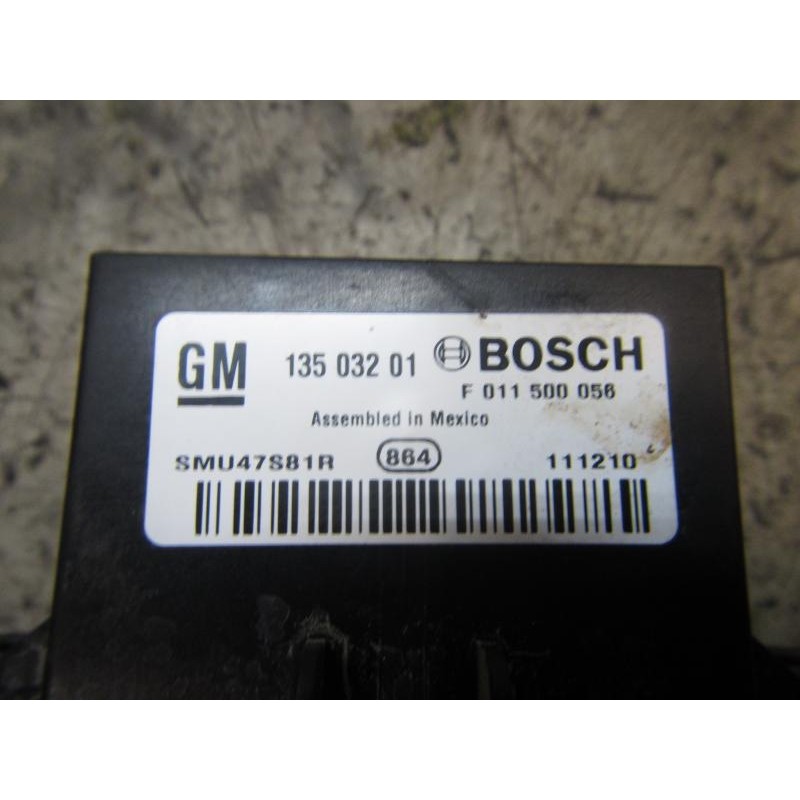 GM 135 032 01 BOSCH
F 011 500 056
Assembled in Mexico
SMU47S81R 864 111210